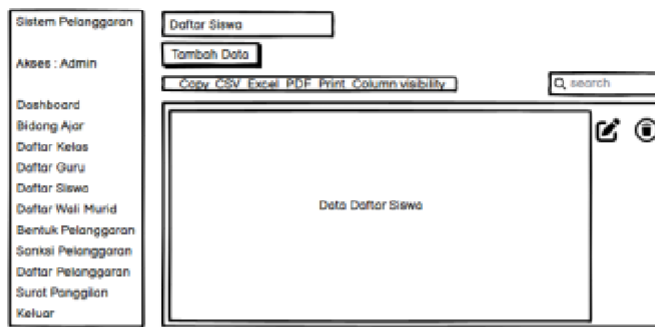 Sistem Pelanggaran
Akses : Admin
Dashboard
Bidang Ajar
Daftar Kelas
Daftar Guru
Daftar Siswa
Daftar Wali Murid
Bentuk Pelanggaran
Sanksi Pelanggaran
Daftar Pelanggaran
Surat Panggilan
Keluar
Daftar Siswa
Tambah Data
Copy CSV Excel PDF Print Column visibility
search
Data Daftar Siswa